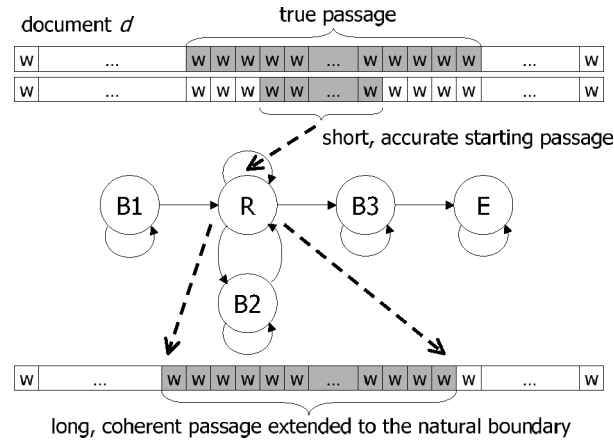 document d
true passage
w ... w w w w w ... w w w w w ... w
w ... w w w w w ... w w w w w ... w
short, accurate starting passage
B1 R B3 E
B2
w ... w w w w w w ... w w w w w ... w
long, coherent passage extended to the natural boundary